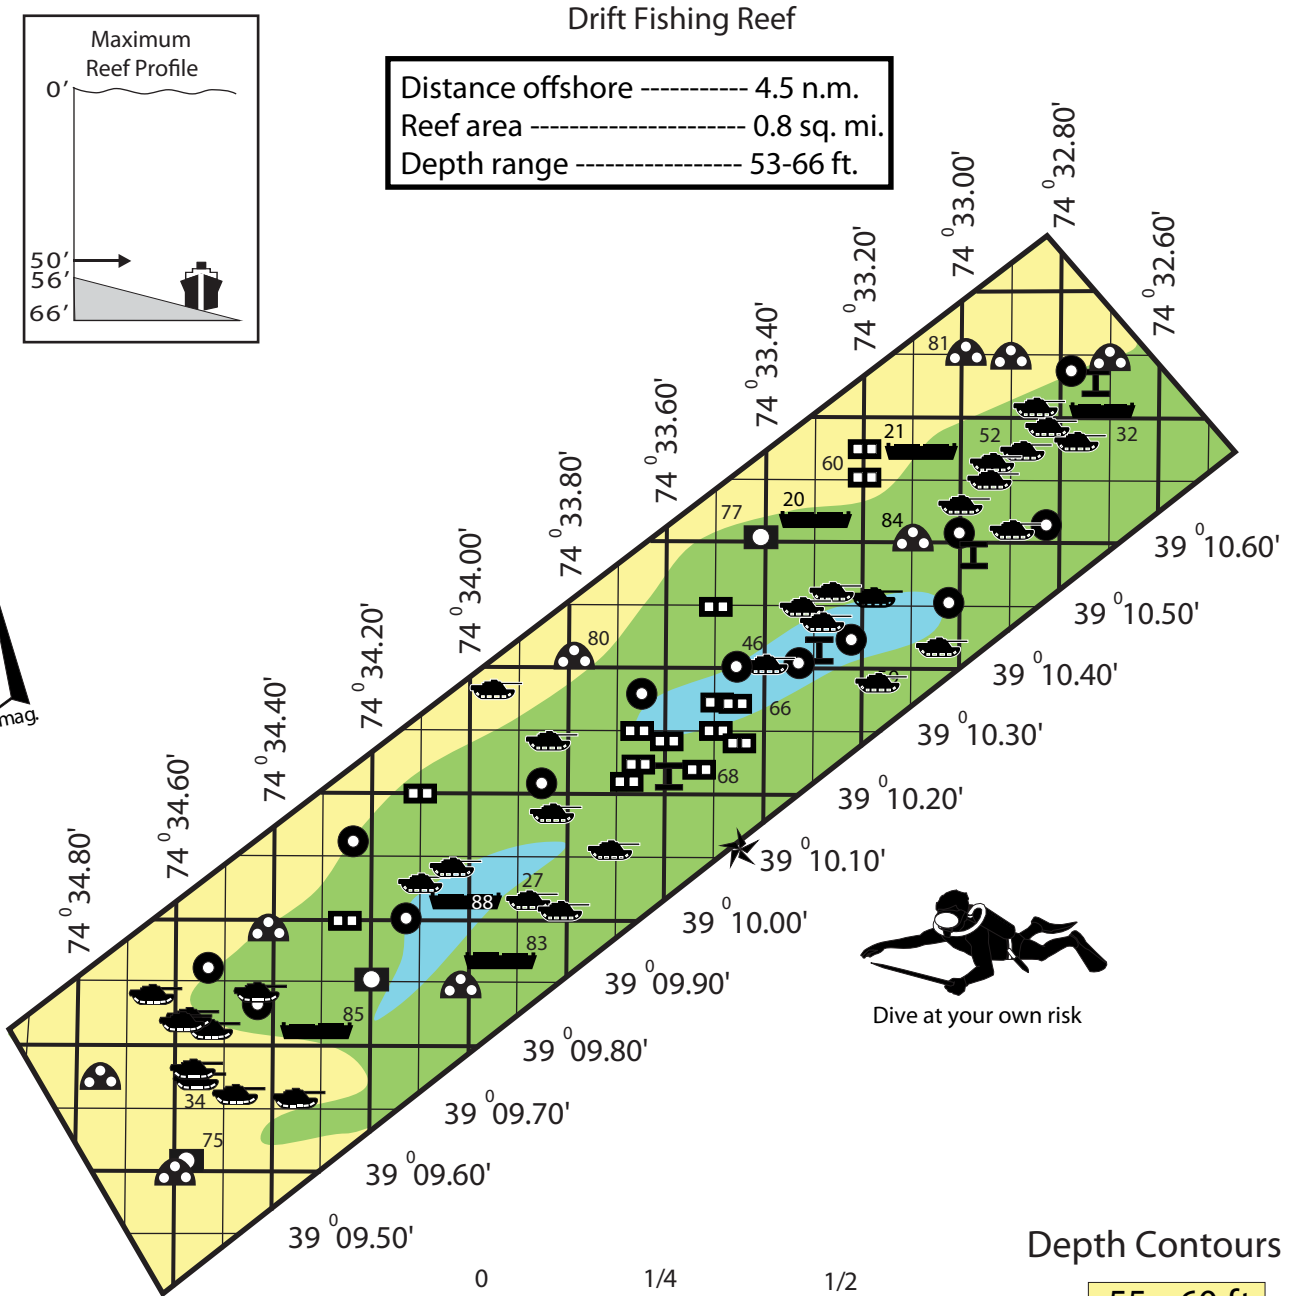 Drift Fishing Reef
Maximum
Reef Profile
0'
50'
56'
66'
Distance offshore ----------- 4.5 n.m.
Reef area ---------------------- 0.8 sq. mi.
Depth range ----------------- 53-66 ft.
74 0 32.80'
74 0 33.00'
74 0 32.60'
74 0 33.20'
74 0 33.40'
74 0 33.60'
74 0 33.80'
74 0 34.00'
74 0 34.20'
74 0 34.40'
74 0 34.60'
74 0 34.80'
81
21
52
32
60
20
77
84
80
46
66
68
27
88
83
85
34
75
mag.
39 0 10.60'
39 0 10.50'
39 0 10.40'
39 0 10.30'
39 0 10.20'
39 0 10.10'
39 0 10.00'
39 0 09.90'
39 0 09.80'
39 0 09.70'
39 0 09.60'
39 0 09.50'
Dive at your own risk
Depth Contours
0 1/4 1/2
55 - 60 ft